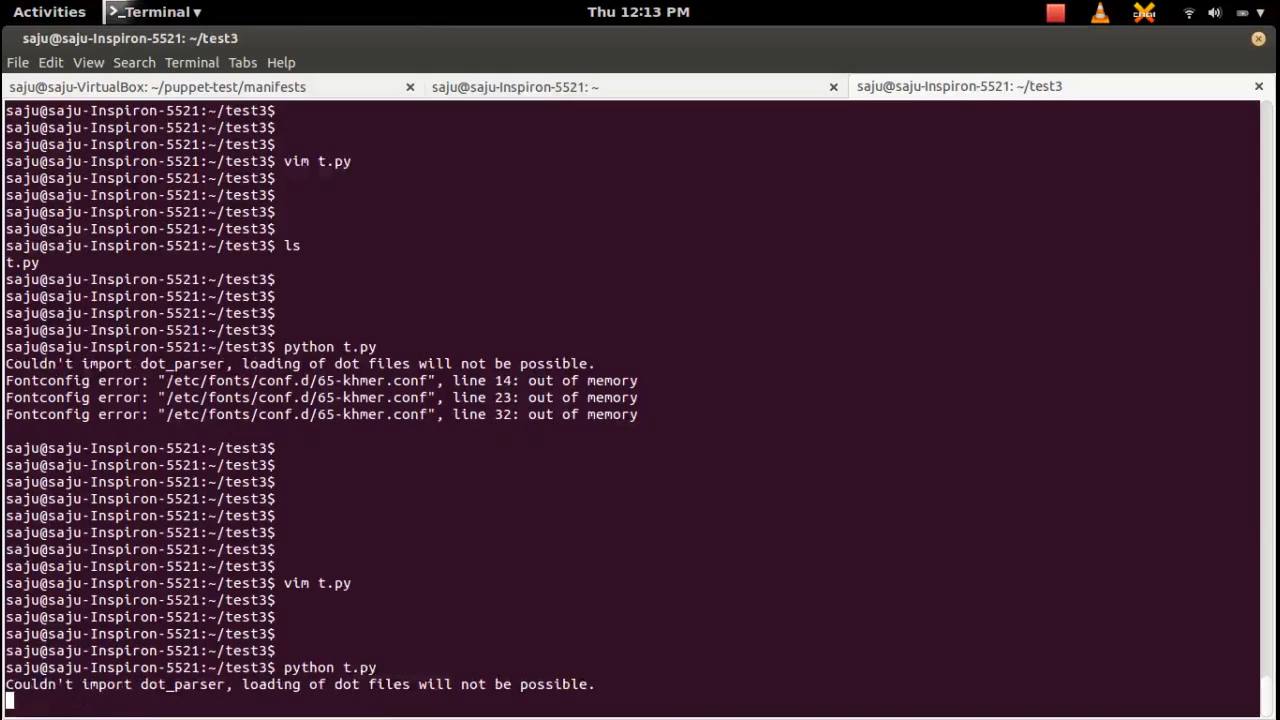 Activities >_Terminal ▾ Thu 12:13 PM
saju@saju-Inspiron-5521: ~/test3
File Edit View Search Terminal Tabs Help
saju@saju-VirtualBox: ~/puppet-test/manifests × saju@saju-Inspiron-5521: ~ × saju@saju-Inspiron-5521: ~/test3 ×
saju@saju-Inspiron-5521:~/test3$
saju@saju-Inspiron-5521:~/test3$
saju@saju-Inspiron-5521:~/test3$
saju@saju-Inspiron-5521:~/test3$ vim t.py
saju@saju-Inspiron-5521:~/test3$
saju@saju-Inspiron-5521:~/test3$
saju@saju-Inspiron-5521:~/test3$
saju@saju-Inspiron-5521:~/test3$
saju@saju-Inspiron-5521:~/test3$ ls
t.py
saju@saju-Inspiron-5521:~/test3$
saju@saju-Inspiron-5521:~/test3$
saju@saju-Inspiron-5521:~/test3$
saju@saju-Inspiron-5521:~/test3$
saju@saju-Inspiron-5521:~/test3$ python t.py
Couldn't import dot_parser, loading of dot files will not be possible.
Fontconfig error: "/etc/fonts/conf.d/65-khmer.conf", line 14: out of memory
Fontconfig error: "/etc/fonts/conf.d/65-khmer.conf", line 23: out of memory
Fontconfig error: "/etc/fonts/conf.d/65-khmer.conf", line 32: out of memory
saju@saju-Inspiron-5521:~/test3$
saju@saju-Inspiron-5521:~/test3$
saju@saju-Inspiron-5521:~/test3$
saju@saju-Inspiron-5521:~/test3$
saju@saju-Inspiron-5521:~/test3$
saju@saju-Inspiron-5521:~/test3$
saju@saju-Inspiron-5521:~/test3$
saju@saju-Inspiron-5521:~/test3$
saju@saju-Inspiron-5521:~/test3$ vim t.py
saju@saju-Inspiron-5521:~/test3$
saju@saju-Inspiron-5521:~/test3$
saju@saju-Inspiron-5521:~/test3$
saju@saju-Inspiron-5521:~/test3$
saju@saju-Inspiron-5521:~/test3$ python t.py
Couldn't import dot_parser, loading of dot files will not be possible.